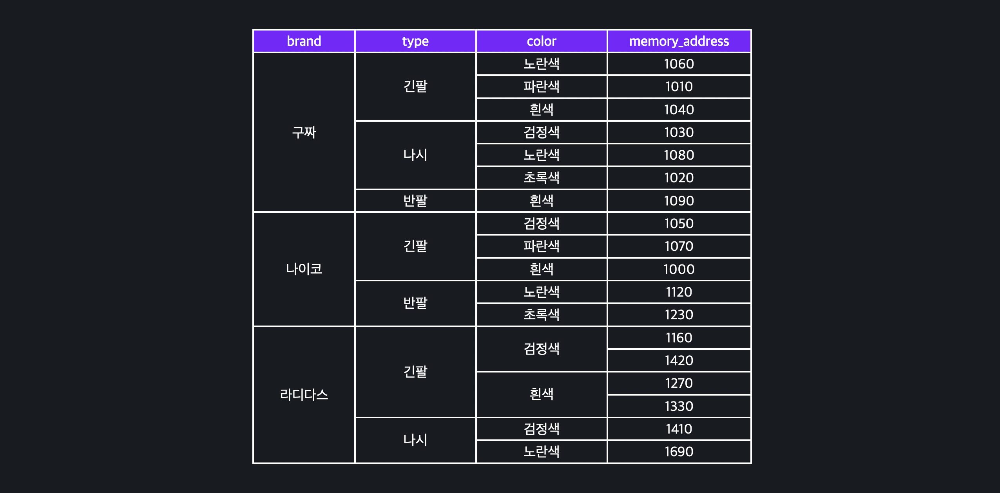 brand type color memory_address
구짜 긴팔 노란색 1060
파란색 1010
흰색 1040
나시 검정색 1030
노란색 1080
초록색 1020
반팔 흰색 1090
나이코 긴팔 검정색 1050
파란색 1070
흰색 1000
반팔 노란색 1120
초록색 1230
라디다스 긴팔 검정색 1160
1420
흰색 1270
1330
나시 검정색 1410
노란색 1690